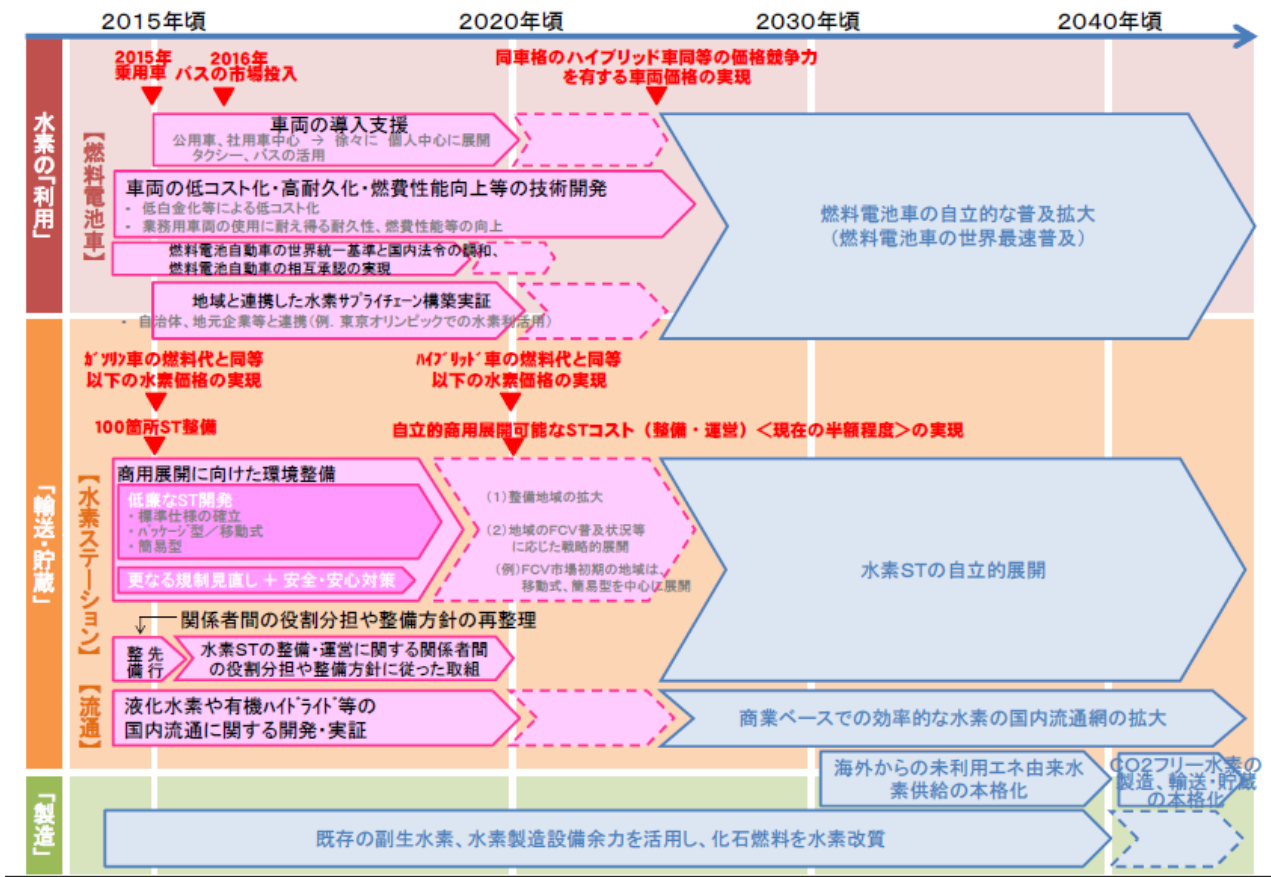 2015年頃
2020年頃
2030年頃
2040年頃
水素の「利用」
【燃料電池車】
2015年
乗用車
2016年
バスの市場投入
同車格のハイブリッド車同等の価格競争力
を有する車両価格の実現
車両の導入支援
公用車、社用車中心 → 徐々に 個人中心に展開
タクシー、バスの活用
車両の低コスト化・高耐久化・燃費性能向上等の技術開発
- 低白金化等による低コスト化
- 業務用車両の使用に耐え得る耐久性、燃費性能等の向上
燃料電池自動車の世界統一基準と国内法令の調和、
燃料電池自動車の相互承認の実現
地域と連携した水素ｻﾌﾟﾗｲﾁｪｰﾝ構築実証
- 自治体、地元企業等と連携(例．東京オリンピックでの水素利活用)
燃料電池車の自立的な普及拡大
（燃料電池車の世界最速普及）
「輸送・貯蔵」
【水素ステーション】
ｶﾞｿﾘﾝ車の燃料代と同等
以下の水素価格の実現
ﾊｲﾌﾞﾘｯﾄﾞ車の燃料代と同等
以下の水素価格の実現
100箇所ST整備
自立的商用展開可能なSTコスト（整備・運営）＜現在の半額程度＞の実現
商用展開に向けた環境整備
低廉なST開発
・標準仕様の確立
・ﾊﾟｯｹｰｼﾞ型／移動式
・簡易型
更なる規制見直し ＋ 安全・安心対策
(1)整備地域の拡大
(2)地域のFCV普及状況等
に応じた戦略的展開
(例)FCV市場初期の地域は、
移動式、簡易型を中心に展開
水素STの自立的展開
関係者間の役割分担や整備方針の再整理
先行
整備
水素STの整備・運営に関する関係者間
の役割分担や整備方針に従った取組
【流通】
液化水素や有機ﾊｲﾄﾞﾗｲﾄﾞ等の
国内流通に関する開発・実証
商業ベースでの効率的な水素の国内流通網の拡大
海外からの未利用エネ由来水
素供給の本格化
CO2フリー水素の
製造、輸送・貯蔵
の本格化
「製造」
既存の副生水素、水素製造設備余力を活用し、化石燃料を水素改質